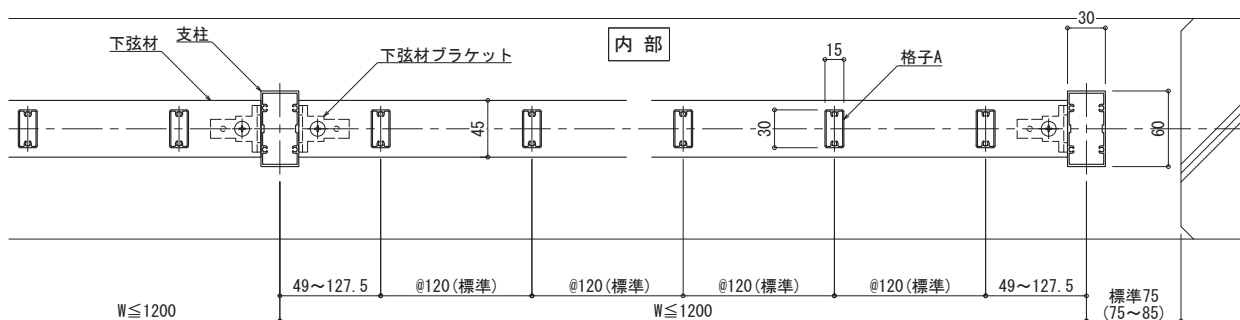 30
支柱
下弦材
内 部
15
下弦材ブラケット
格子A
45
30
60
49～127.5
@120(標準)
@120(標準)
@120(標準)
@120(標準)
49～127.5
標準75
(75～85)
W≦1200
W≦1200